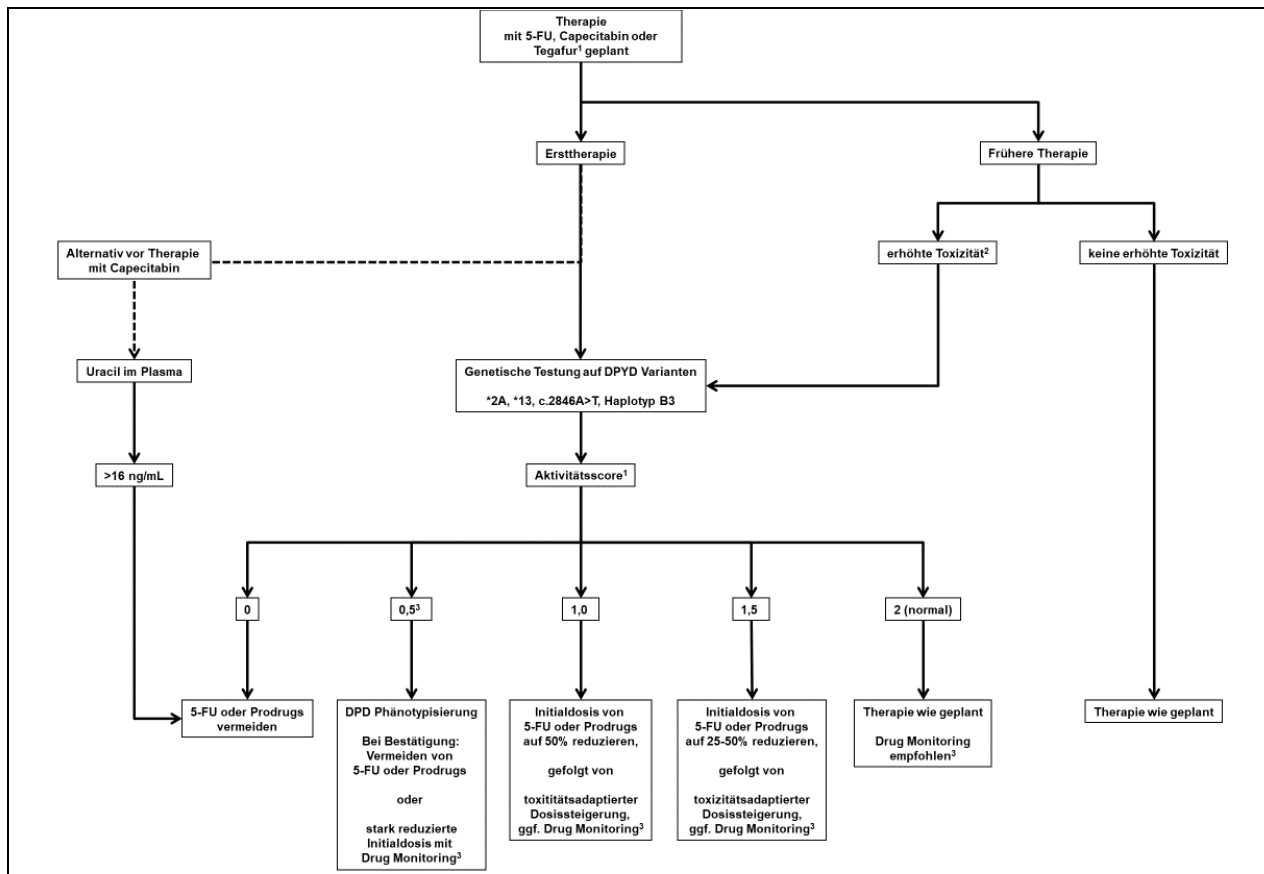 Therapie
mit 5-FU, Capecitabin oder
Tegafur¹ geplant
Ersttherapie
Frühere Therapie
Alternativ vor Therapie
mit Capecitabin
erhöhte Toxizität²
keine erhöhte Toxizität
Uracil im Plasma
Genetische Testung auf DPYD Varianten
*2A, *13, c.2846A>T, Haplotyp B3
>16 ng/mL
Aktivitätsscore¹
0
0,5³
1,0
1,5
2 (normal)
5-FU oder Prodrugs
vermeiden
DPD Phänotypisierung
Bei Bestätigung:
Vermeiden von
5-FU oder Prodrugs
oder
stark reduzierte
Initialdosis mit
Drug Monitoring³
Initialdosis von
5-FU oder Prodrugs
auf 50% reduzieren,
gefolgt von
toxititätsadaptierter
Dosissteigerung,
ggf. Drug Monitoring³
Initialdosis von
5-FU oder Prodrugs
auf 25-50% reduzieren,
gefolgt von
toxizitätsadaptierter
Dosissteigerung,
ggf. Drug Monitoring³
Therapie wie geplant
Drug Monitoring
empfohlen³
Therapie wie geplant